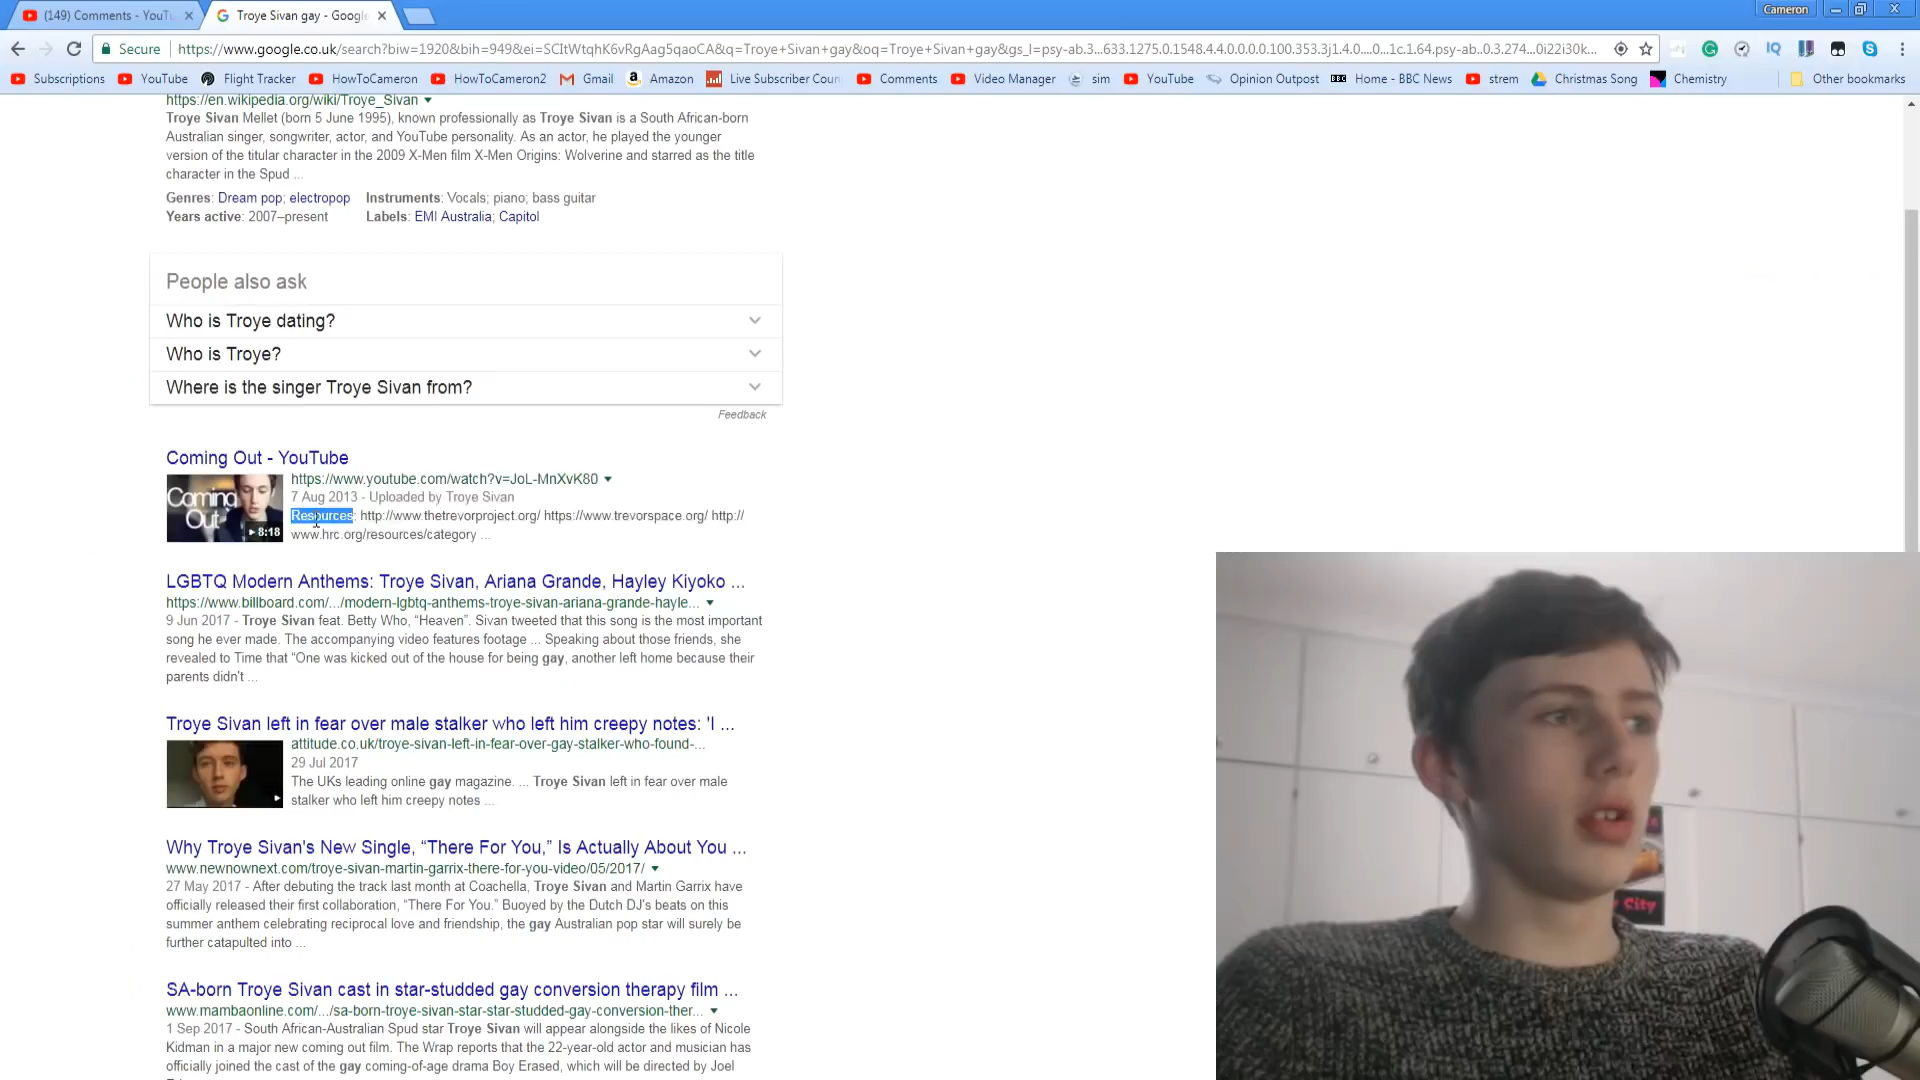 (149) Comments - YouTu
Troye Sivan gay - Google
Cameron
Secure
https://www.google.co.uk/search?biw=1920&bih=949&ei=SCItWtqhK6vRgAag5qaoCA&q=Troye+Sivan+gay&oq=Troye+Sivan+gay&gs_l=psy-ab.3...633.1275.0.1548.4.4.0.0.0.0.100.353.3j1.4.0....0...1c.1.64.psy-ab..0.3.274...0i22i30k...
Subscriptions YouTube Flight Tracker HowToCameron HowToCameron2 Gmail Amazon Live Subscriber Coun Comments Video Manager sim YouTube Opinion Outpost Home - BBC News strem Christmas Song Chemistry Other bookmarks
https://en.wikipedia.org/wiki/Troye_Sivan
Troye Sivan Mellet (born 5 June 1995), known professionally as Troye Sivan is a South African-born
Australian singer, songwriter, actor, and YouTube personality. As an actor, he played the younger
version of the titular character in the 2009 X-Men film X-Men Origins: Wolverine and starred as the title
character in the Spud ...
Genres: Dream pop; electropop Instruments: Vocals; piano; bass guitar
Years active: 2007–present Labels: EMI Australia; Capitol
People also ask
Who is Troye dating?
Who is Troye?
Where is the singer Troye Sivan from?
Feedback
Coming Out - YouTube
Coming
Out
8:18
https://www.youtube.com/watch?v=JoL-MnXvK80
7 Aug 2013 - Uploaded by Troye Sivan
Resources: http://www.thetrevorproject.org/ https://www.trevorspace.org/ http://
www.hrc.org/resources/category ...
LGBTQ Modern Anthems: Troye Sivan, Ariana Grande, Hayley Kiyoko ...
https://www.billboard.com/.../modern-lgbtq-anthems-troye-sivan-ariana-grande-hayle...
9 Jun 2017 - Troye Sivan feat. Betty Who, “Heaven”. Sivan tweeted that this song is the most important
song he ever made. The accompanying video features footage ... Speaking about those friends, she
revealed to Time that “One was kicked out of the house for being gay, another left home because their
parents didn't ...
Troye Sivan left in fear over male stalker who left him creepy notes: 'I ...
attitude.co.uk/troye-sivan-left-in-fear-over-gay-stalker-who-found-...
29 Jul 2017
The UKs leading online gay magazine. ... Troye Sivan left in fear over male
stalker who left him creepy notes ...
Why Troye Sivan's New Single, “There For You,” Is Actually About You ...
www.newnownext.com/troye-sivan-martin-garrix-there-for-you-video/05/2017/
27 May 2017 - After debuting the track last month at Coachella, Troye Sivan and Martin Garrix have
officially released their first collaboration, “There For You.” Buoyed by the Dutch DJ's beats on this
summer anthem celebrating reciprocal love and friendship, the gay Australian pop star will surely be
further catapulted into ...
SA-born Troye Sivan cast in star-studded gay conversion therapy film ...
www.mambaonline.com/.../sa-born-troye-sivan-star-star-studded-gay-conversion-ther...
1 Sep 2017 - South African-Australian Spud star Troye Sivan will appear alongside the likes of Nicole
Kidman in a major new coming out film. The Wrap reports that the 22-year-old actor and musician has
officially joined the cast of the gay coming-of-age drama Boy Erased, which will be directed by Joel
City